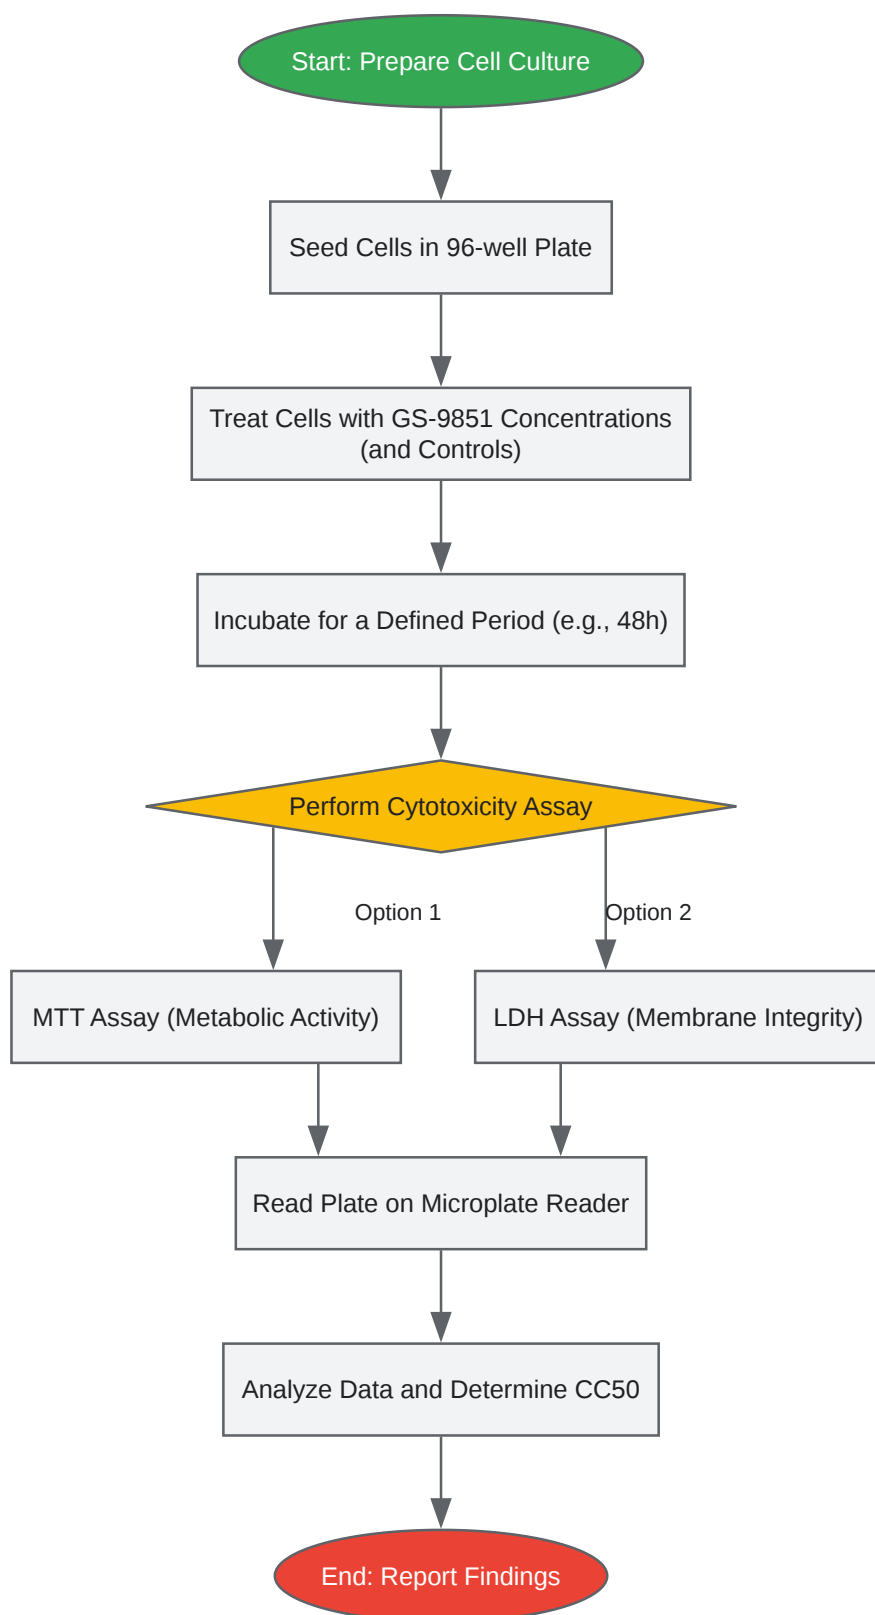 Start: Prepare Cell Culture
Seed Cells in 96-well Plate
Treat Cells with GS-9851 Concentrations
(and Controls)
Incubate for a Defined Period (e.g., 48h)
Perform Cytotoxicity Assay
Option 1
Option 2
MTT Assay (Metabolic Activity)
LDH Assay (Membrane Integrity)
Read Plate on Microplate Reader
Analyze Data and Determine CC50
End: Report Findings